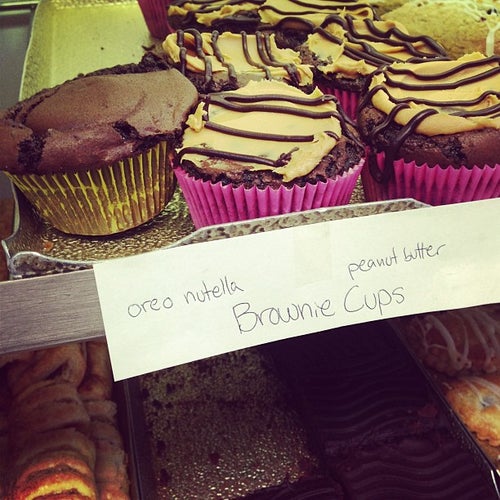 oreo nutella
peanut butter
Brownie Cups